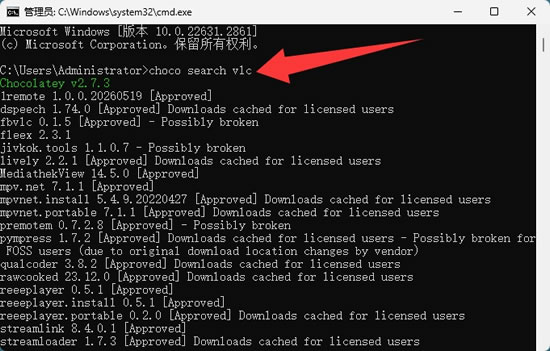 管理员: C:\Windows\system32\cmd.exe
Microsoft Windows [版本 10.0.22631.2861]
(c) Microsoft Corporation。保留所有权利。
C:\Users\Administrator>choco search vlc
Chocolatey v2.7.3
1remote 1.0.0.20260519 [Approved]
dspeech 1.74.0 [Approved] Downloads cached for licensed users
fbvlc 0.1.5 [Approved] - Possibly broken
fleex 2.3.1
jivkok.tools 1.1.0.7 - Possibly broken
lively 2.2.1 [Approved] Downloads cached for licensed users
MediathekView 14.5.0 [Approved]
mpv.net 7.1.1 [Approved]
mpvnet.install 5.4.9.20220427 [Approved] Downloads cached for licensed users
mpvnet.portable 7.1.1 [Approved] Downloads cached for licensed users
premotem 0.7.2.8 [Approved] - Possibly broken
pympress 1.7.2 [Approved] Downloads cached for licensed users - Possibly broken for
FOSS users (due to original download location changes by vendor)
qualcoder 3.8.2 [Approved] Downloads cached for licensed users
rawcooked 23.12.0 [Approved] Downloads cached for licensed users
reeeplayer 0.5.1 [Approved]
reeeplayer.install 0.5.1 [Approved]
reeeplayer.portable 0.2.0 [Approved] Downloads cached for licensed users
streamlink 8.4.0.1 [Approved]
streamloader 1.7.3 [Approved] Downloads cached for licensed users